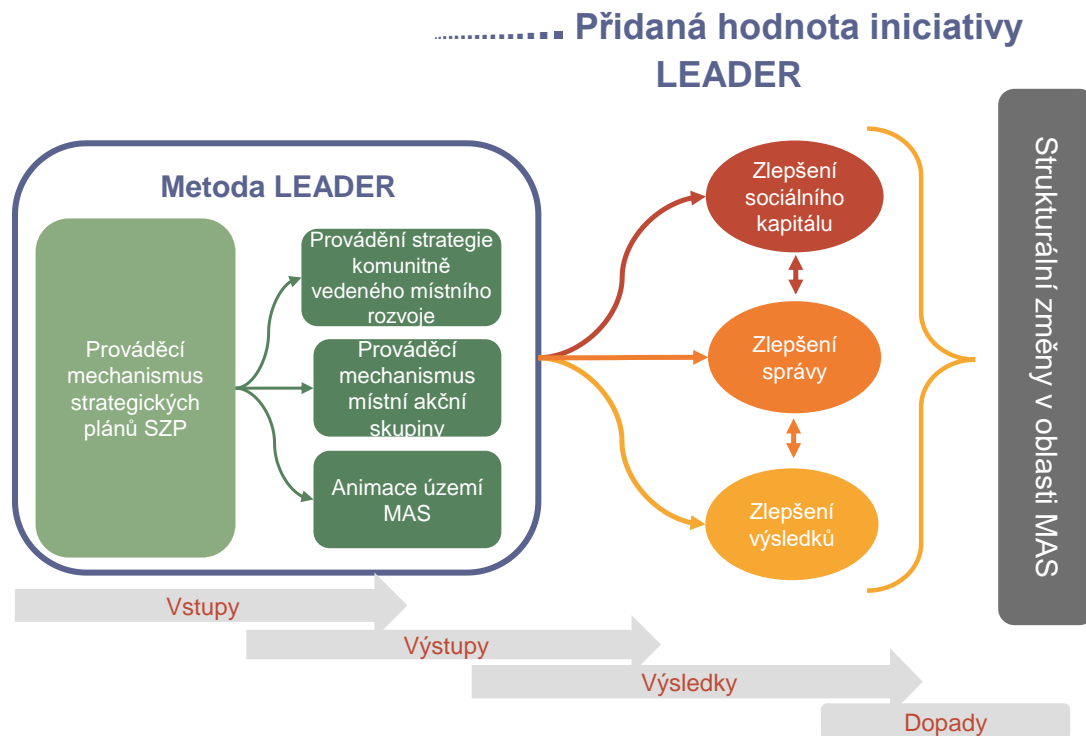 Přidaná hodnota iniciativy
LEADER
Metoda LEADER
Prováděcí
mechanismus
strategických
plánů SZP
Provádění strategie
komunitně
vedeného místního
rozvoje
Prováděcí
mechanismus
místní akční
skupiny
Animace území
MAS
Zlepšení
sociálního
kapitálu
Zlepšení
správy
Zlepšení
výsledků
Strukturální změny v oblasti MAS
Vstupy
Výstupy
Výsledky
Dopady